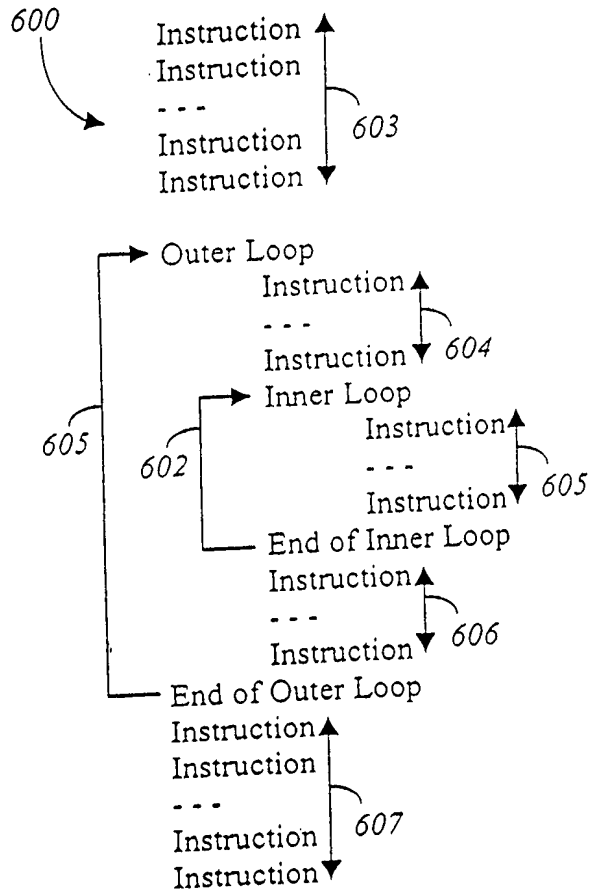 600
Instruction
Instruction
- - -
603
Instruction
Instruction
Outer Loop
Instruction
- - -
604
Instruction
Inner Loop
605
602
Instruction
- - -
605
Instruction
End of Inner Loop
Instruction
- - -
606
Instruction
End of Outer Loop
Instruction
Instruction
- - -
607
Instruction
Instruction